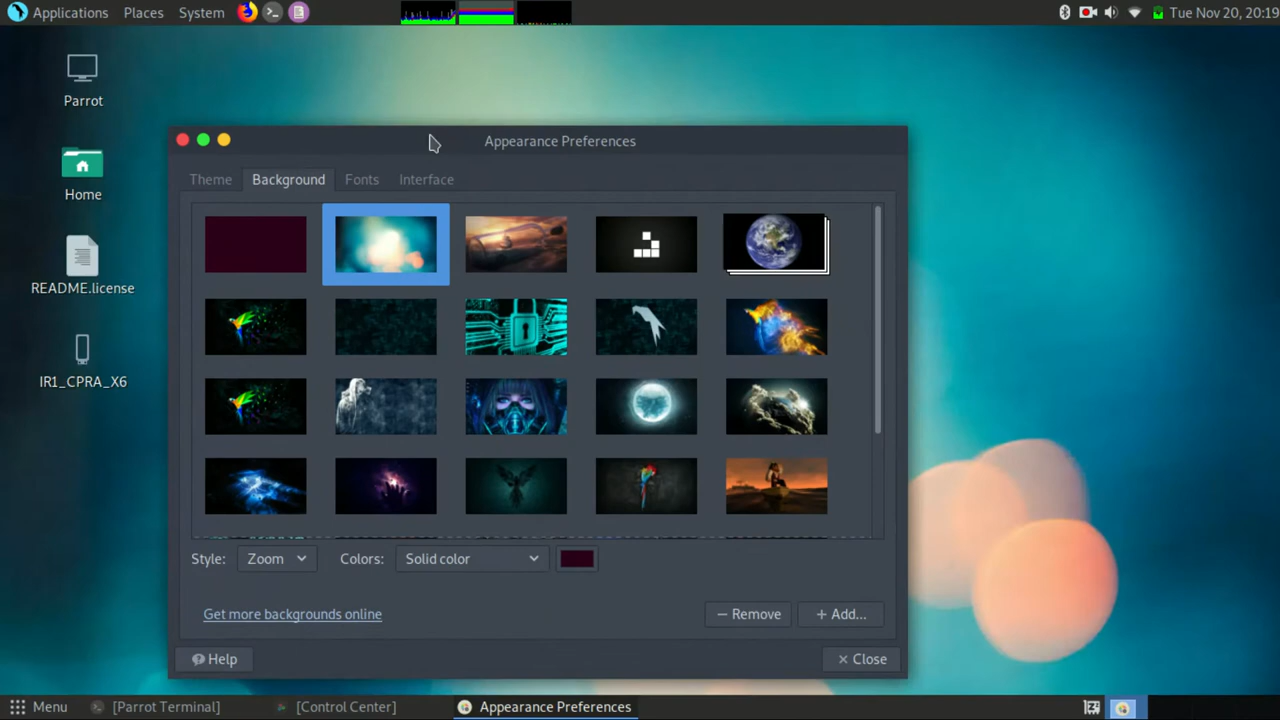 Applications Places System Tue Nov 20, 20:19
Parrot
Home
README.license
IR1_CPRA_X6
Appearance Preferences
Theme Background Fonts Interface
Style: Zoom Colors: Solid color
Get more backgrounds online Remove Add...
Help Close
Menu [Parrot Terminal] [Control Center] Appearance Preferences